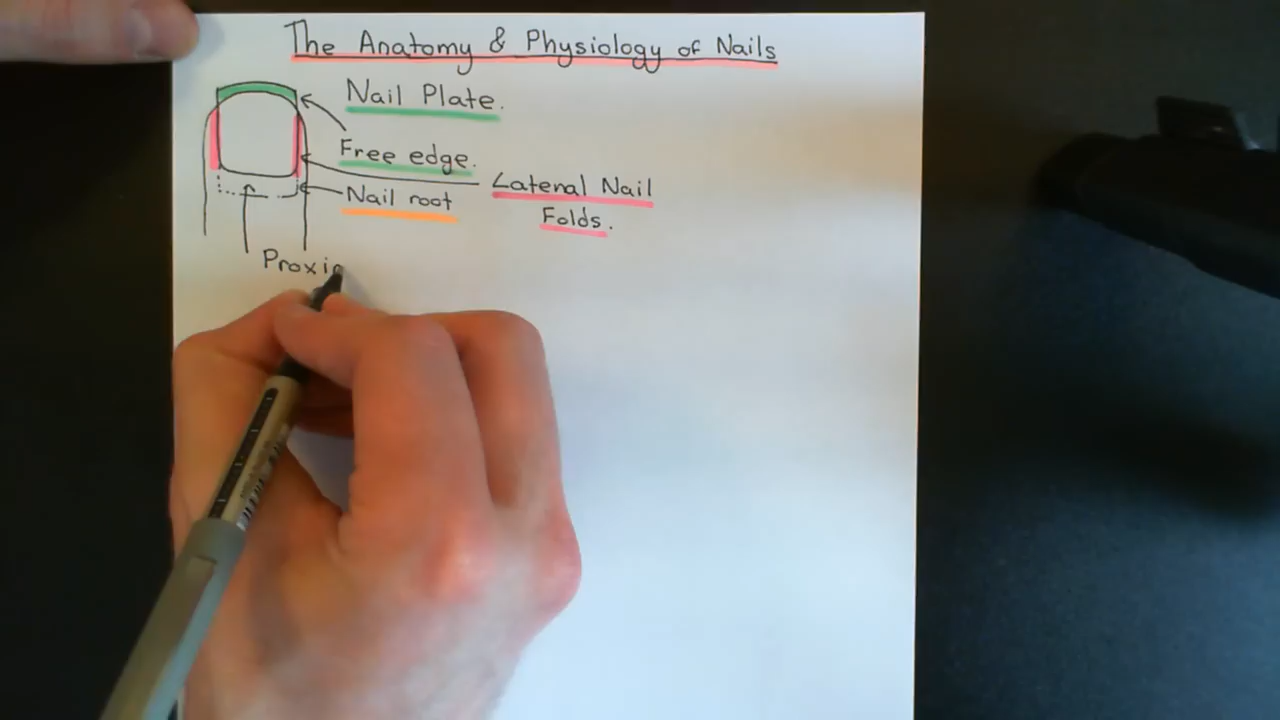 The Anatomy & Physiology of Nails
Nail Plate.
Free edge.
Lateral Nail
Folds.
Nail root
Proxi